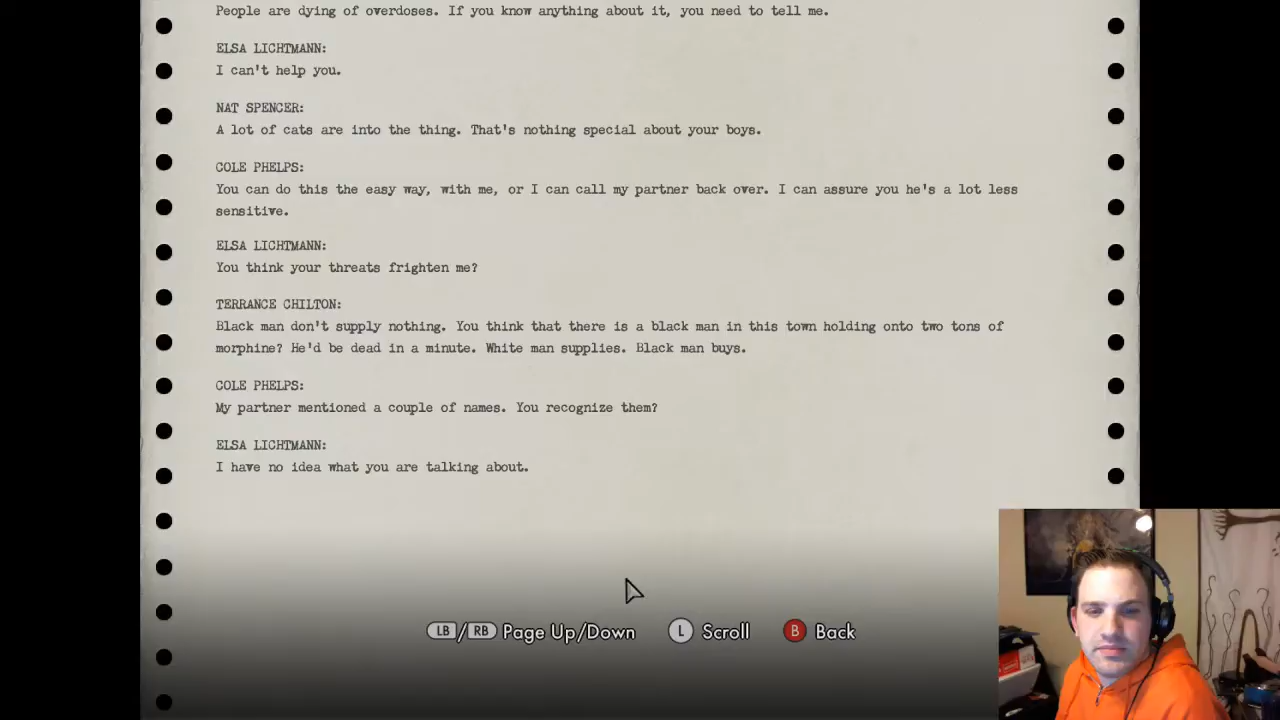 People are dying of overdoses. If you know anything about it, you need to tell me.
ELSA LICHTMANN:
I can't help you.
NAT SPENCER:
A lot of cats are into the thing. That's nothing special about your boys.
COLE PHELPS:
You can do this the easy way, with me, or I can call my partner back over. I can assure you he's a lot less
sensitive.
ELSA LICHTMANN:
You think your threats frighten me?
TERRANCE CHILTON:
Black man don't supply nothing. You think that there is a black man in this town holding onto two tons of
morphine? He'd be dead in a minute. White man supplies. Black man buys.
COLE PHELPS:
My partner mentioned a couple of names. You recognize them?
ELSA LICHTMANN:
I have no idea what you are talking about.
LB/RB Page Up/Down L Scroll B Back